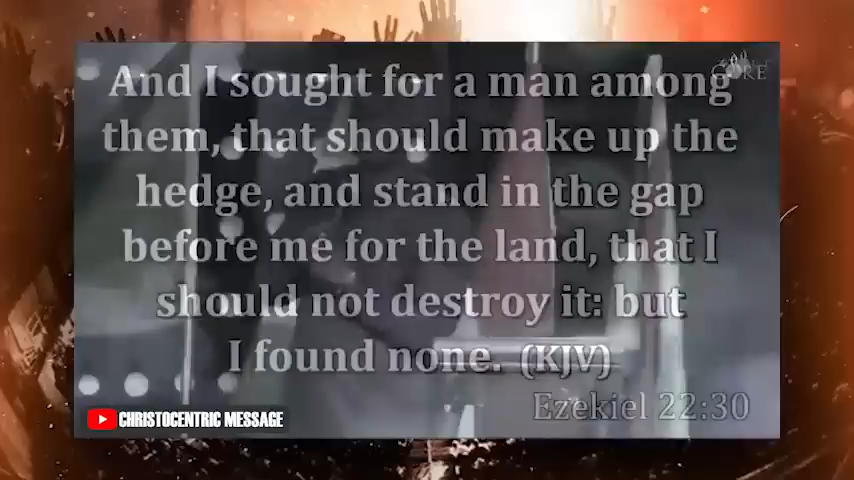 CORE
And I sought for a man among
them, that should make up the
hedge, and stand in the gap
before me for the land, that I
should not destroy it: but
I found none. (KJV)
Ezekiel 22:30
CHRISTOCENTRIC MESSAGE